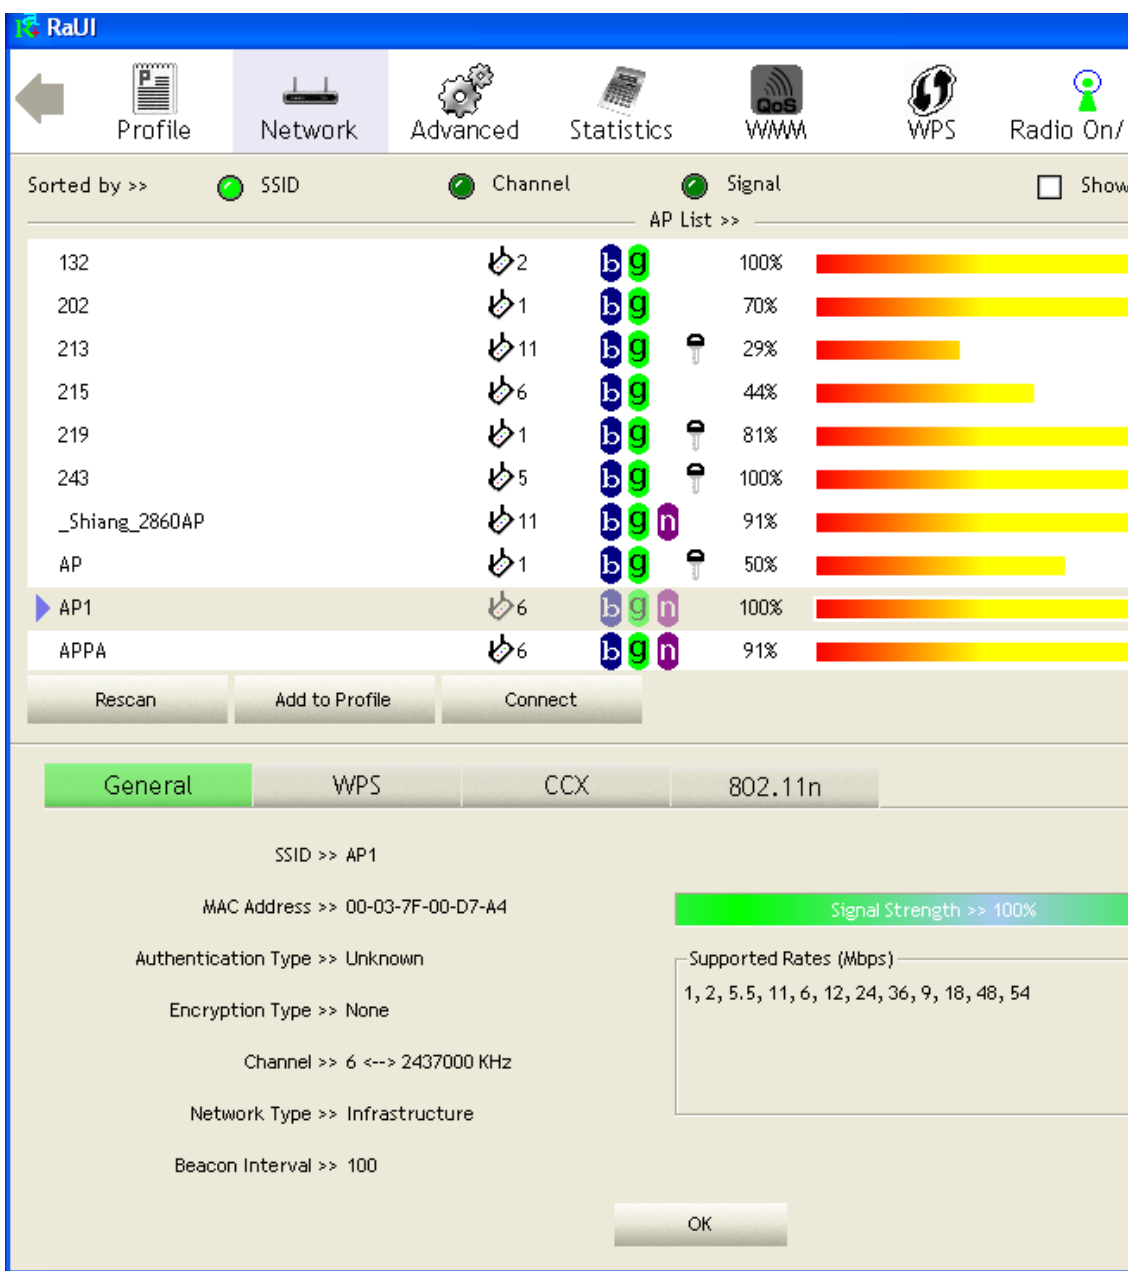 RaUI
Profile Network Advanced Statistics QoS WMM WPS Radio On/
Sorted by >> SSID Channel Signal Show
AP List >>
132 2 b g 100%
202 1 b g 70%
213 11 b g 29%
215 6 b g 44%
219 1 b g 81%
243 5 b g 100%
_Shiang_2860AP 11 b g n 91%
AP 1 b g 50%
AP1 6 b g n 100%
APPA 6 b g n 91%
Rescan Add to Profile Connect
General WPS CCX 802.11n
SSID >> AP1
MAC Address >> 00-03-7F-00-D7-A4
Signal Strength >> 100%
Authentication Type >> Unknown
Supported Rates (Mbps)
1, 2, 5.5, 11, 6, 12, 24, 36, 9, 18, 48, 54
Encryption Type >> None
Channel >> 6 <--> 2437000 KHz
Network Type >> Infrastructure
Beacon Interval >> 100
OK